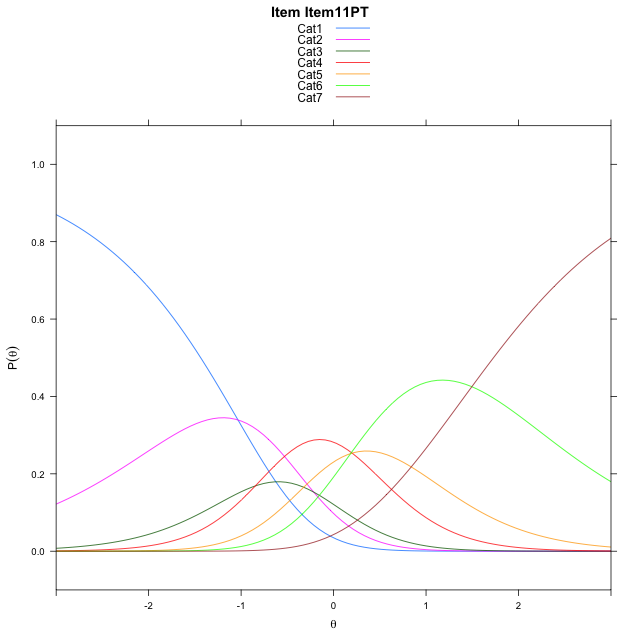 Item Item11PT
Cat1
Cat2
Cat3
Cat4
Cat5
Cat6
Cat7
1.0
0.8
0.6
0.4
0.2
0.0
P(θ)
-2 -1 0 1 2
θ